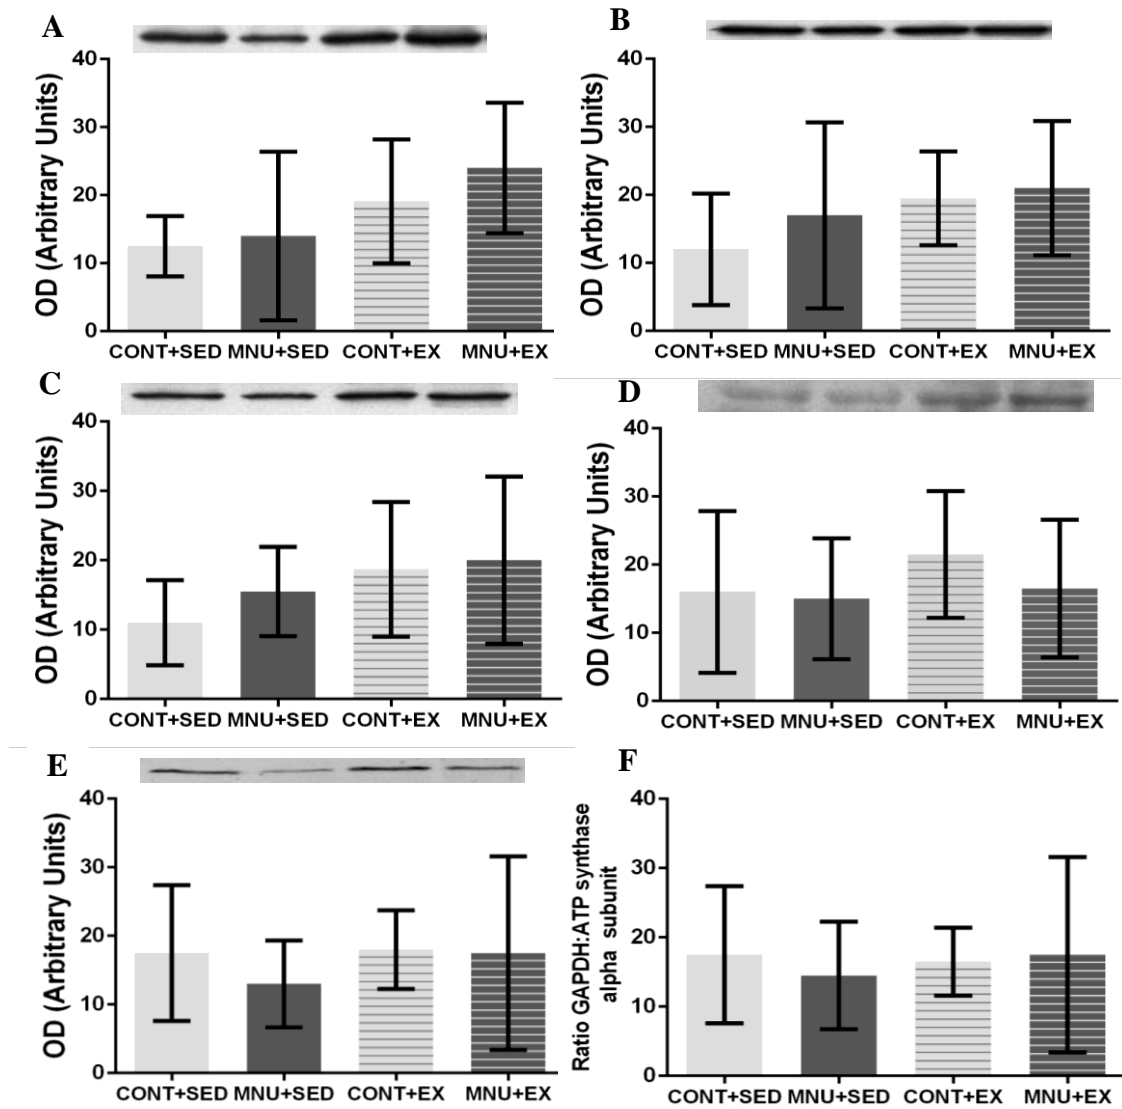 A
OD (Arbitrary Units)
40
30
20
10
0
CONT+SED MNU+SED CONT+EX MNU+EX
B
OD (Arbitrary Units)
40
30
20
10
0
CONT+SED MNU+SED CONT+EX MNU+EX
C
OD (Arbitrary Units)
40
30
20
10
0
CONT+SED MNU+SED CONT+EX MNU+EX
D
OD (Arbitrary Units)
40
30
20
10
0
CONT+SED MNU+SED CONT+EX MNU+EX
E
OD (Arbitrary Units)
40
30
20
10
0
CONT+SED MNU+SED CONT+EX MNU+EX
F
Ratio GAPDH:ATP synthase
alpha subunit
40
30
20
10
0
CONT+SED MNU+SED CONT+EX MNU+EX